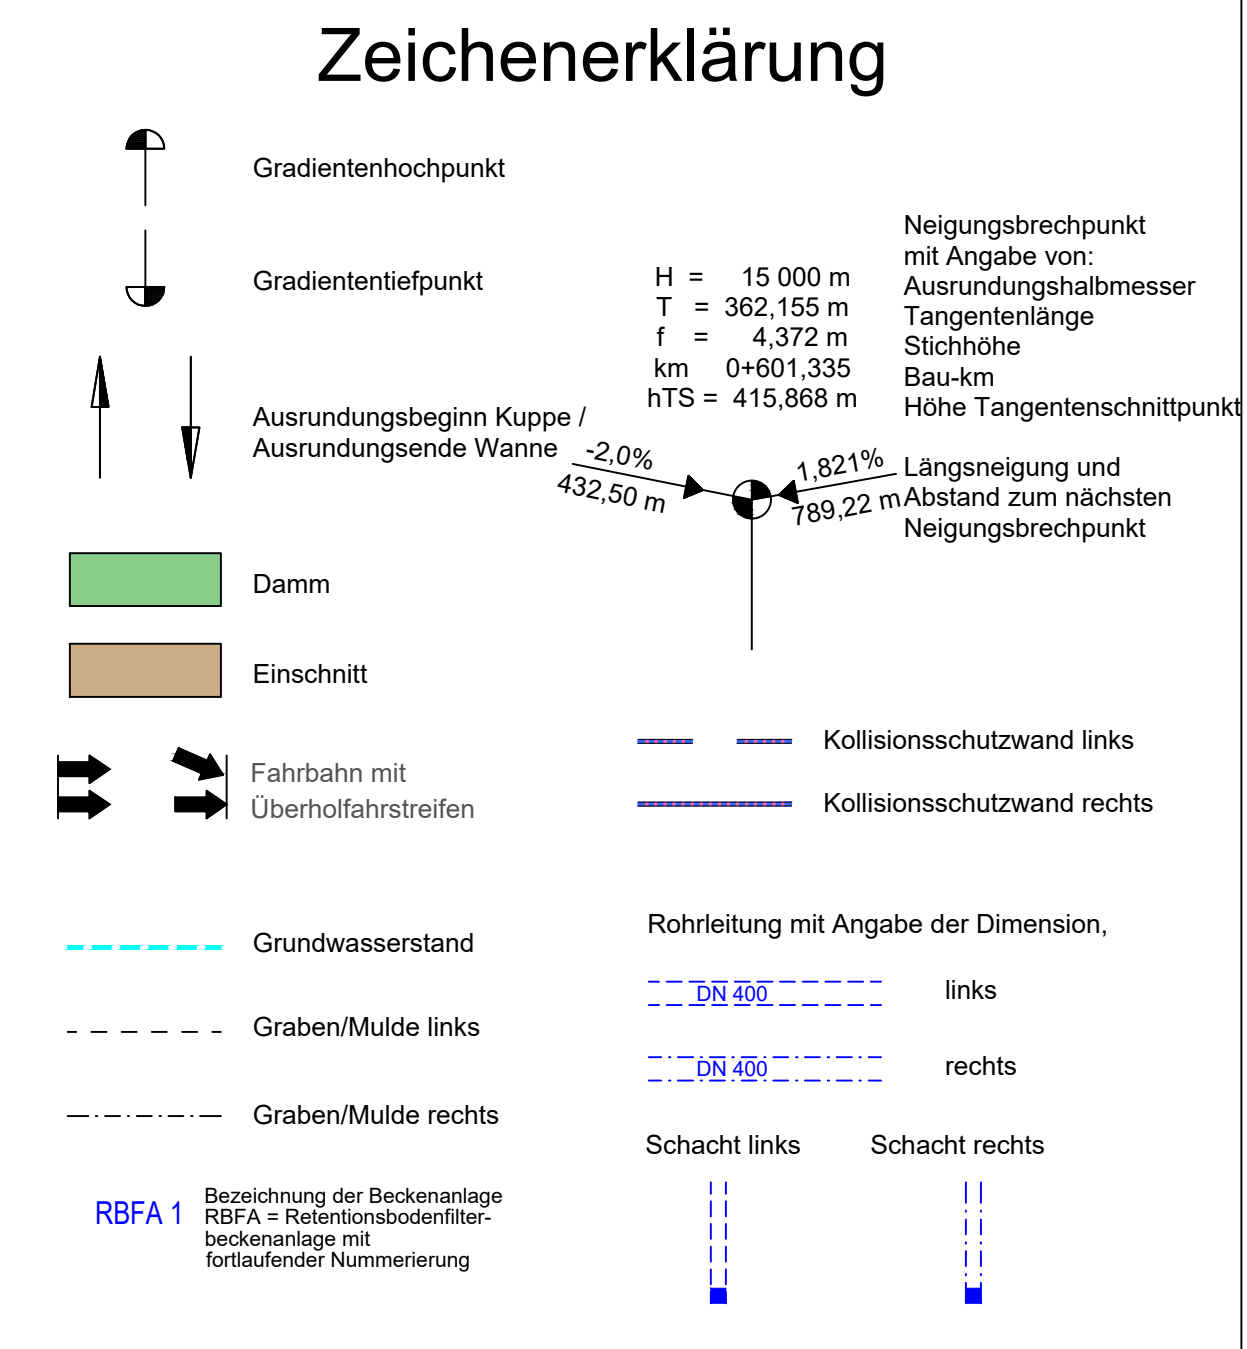 Zeichenerklärung
Gradientenhochpunkt
Gradiententiefpunkt
Ausrundungsbeginn Kuppe /
Ausrundungsende Wanne
Damm
Einschnitt
Fahrbahn mit
Überholfahrstreifen
Grundwasserstand
Graben/Mulde links
Graben/Mulde rechts
RBFA 1
Bezeichnung der Beckenanlage
RBFA = Retentionsbodenfilter-
beckenanlage mit
fortlaufender Nummerierung
H = 15 000 m
T = 362,155 m
f = 4,372 m
km 0+601,335
hTS = 415,868 m
Neigungsbrechpunkt
mit Angabe von:
Ausrundungshalbmesser
Tangentenlänge
Stichhöhe
Bau-km
Höhe Tangentenschnittpunkt
-2,0%
432,50 m
1,821%
789,22 m
Längsneigung und
Abstand zum nächsten
Neigungsbrechpunkt
Kollisionsschutzwand links
Kollisionsschutzwand rechts
Rohrleitung mit Angabe der Dimension,
DN 400
links
DN 400
rechts
Schacht links
Schacht rechts